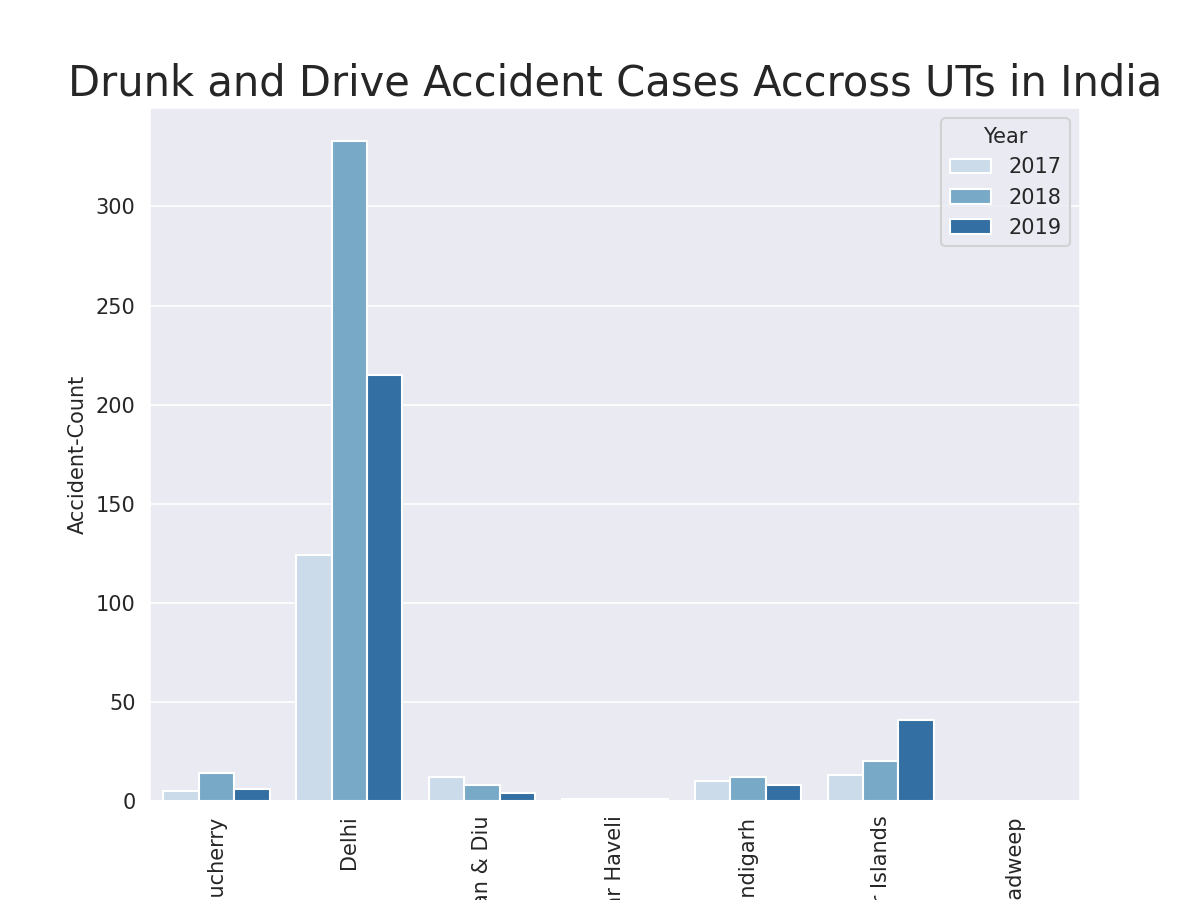 Drunk and Drive Accident Cases Accross UTs in India
Year
2017
2018
2019
Accident-Count
300
250
200
150
100
50
0
ucherry
Delhi
an & Diu
ar Haveli
ndigarh
r Islands
adweep